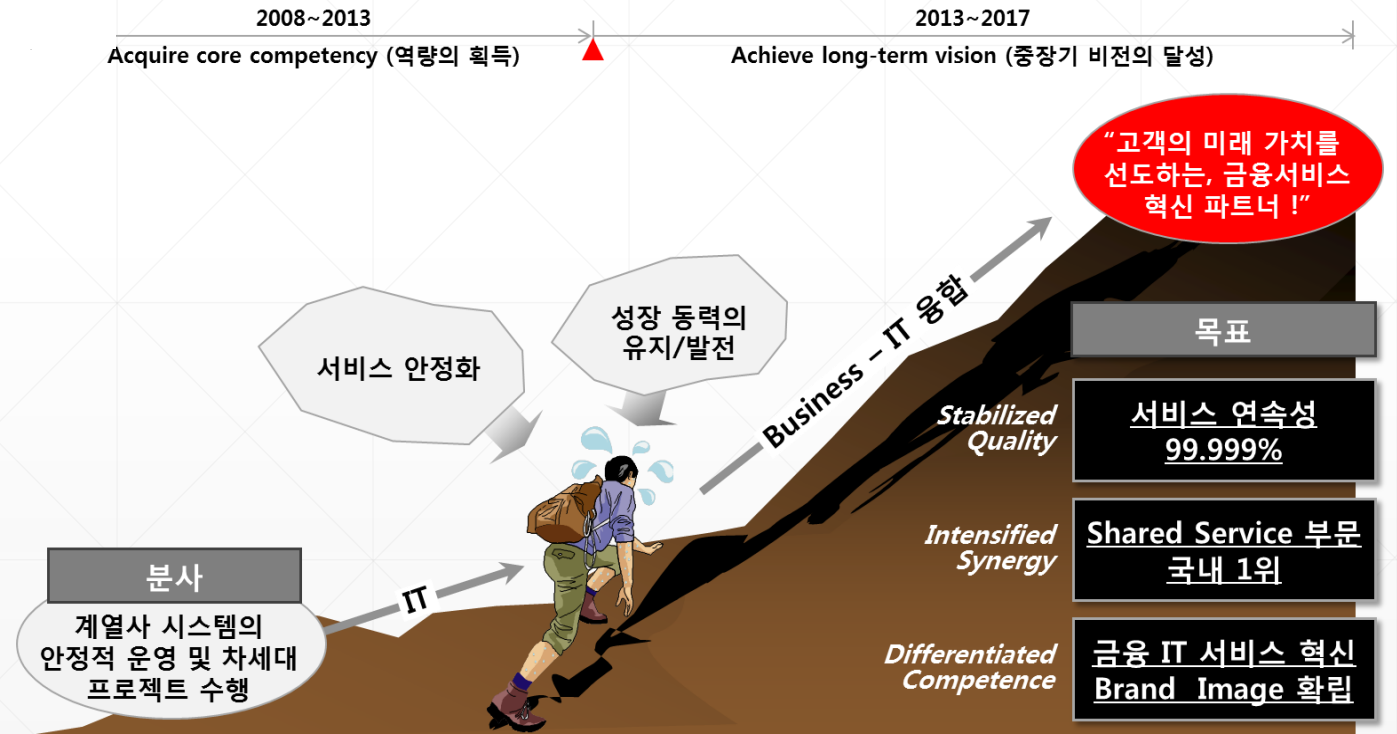 2008~2013
2013~2017
Acquire core competency (역량의 획득)
Achieve long-term vision (중장기 비전의 달성)
“고객의 미래 가치를
선도하는, 금융서비스
혁신 파트너 !”
성장 동력의
유지/발전
서비스 안정화
Business – IT 융합
목표
Stabilized
Quality
서비스 연속성
99.999%
Intensified
Synergy
Shared Service 부문
국내 1위
분사
IT
계열사 시스템의
안정적 운영 및 차세대
프로젝트 수행
Differentiated
Competence
금융 IT 서비스 혁신
Brand Image 확립